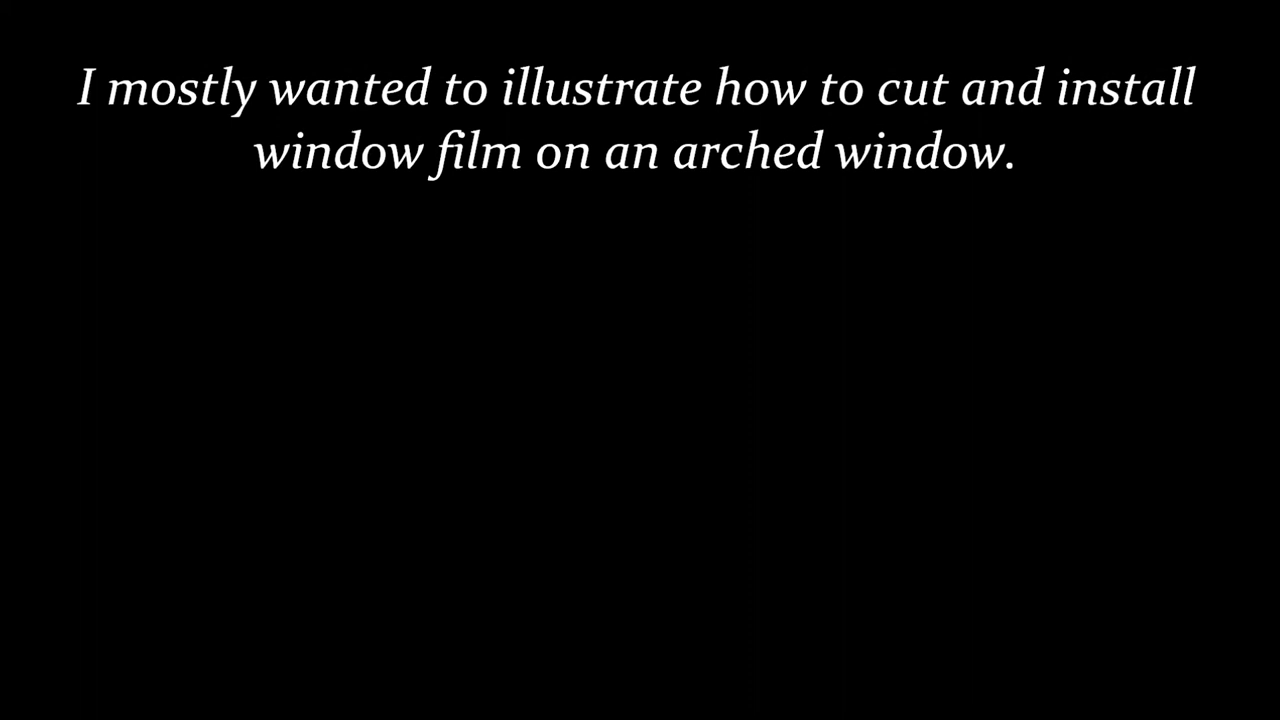 I mostly wanted to illustrate how to cut and install
window film on an arched window.